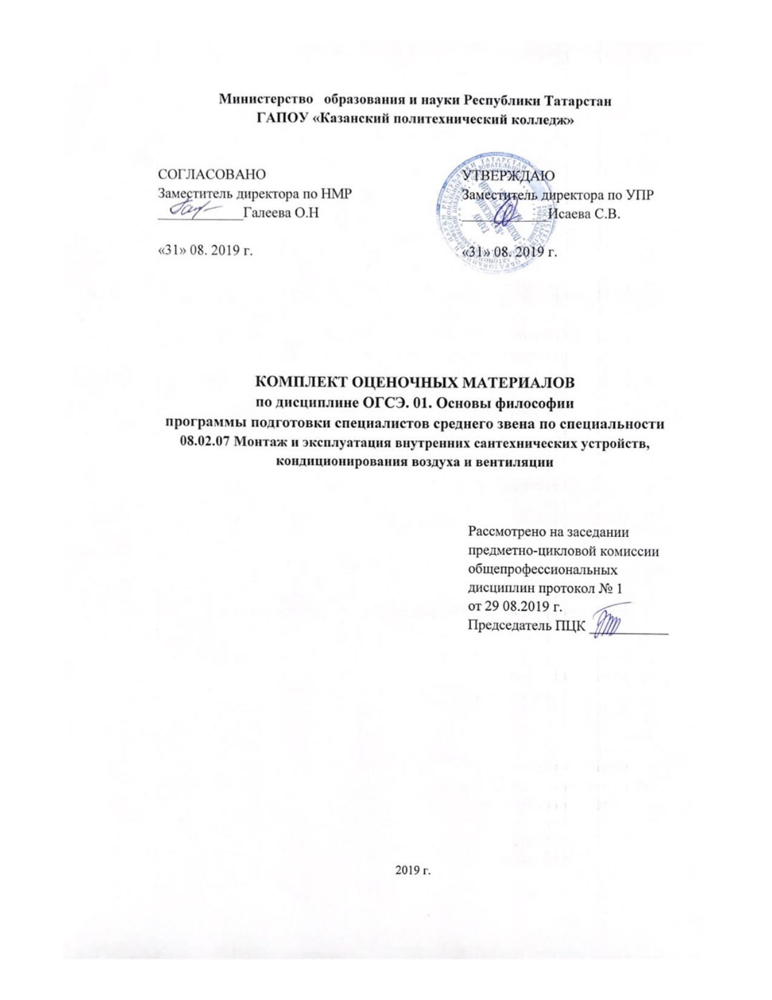 Министерство образования и науки Республики Татарстан
ГАПОУ «Казанский политехнический колледж»
СОГЛАСОВАНО
Заместитель директора по НМР
____________Галеева О.Н
«31» 08. 2019 г.
УТВЕРЖДАЮ
Заместитель директора по УПР
____________Исаева С.В.
«31» 08. 2019 г.
КОМПЛЕКТ ОЦЕНОЧНЫХ МАТЕРИАЛОВ
по дисциплине ОГСЭ. 01. Основы философии
программы подготовки специалистов среднего звена по специальности
08.02.07 Монтаж и эксплуатация внутренних сантехнических устройств,
кондиционирования воздуха и вентиляции
Рассмотрено на заседании
предметно-цикловой комиссии
общепрофессиональных
дисциплин протокол № 1
от 29 08.2019 г.
Председатель ПЦК ___________
2019 г.